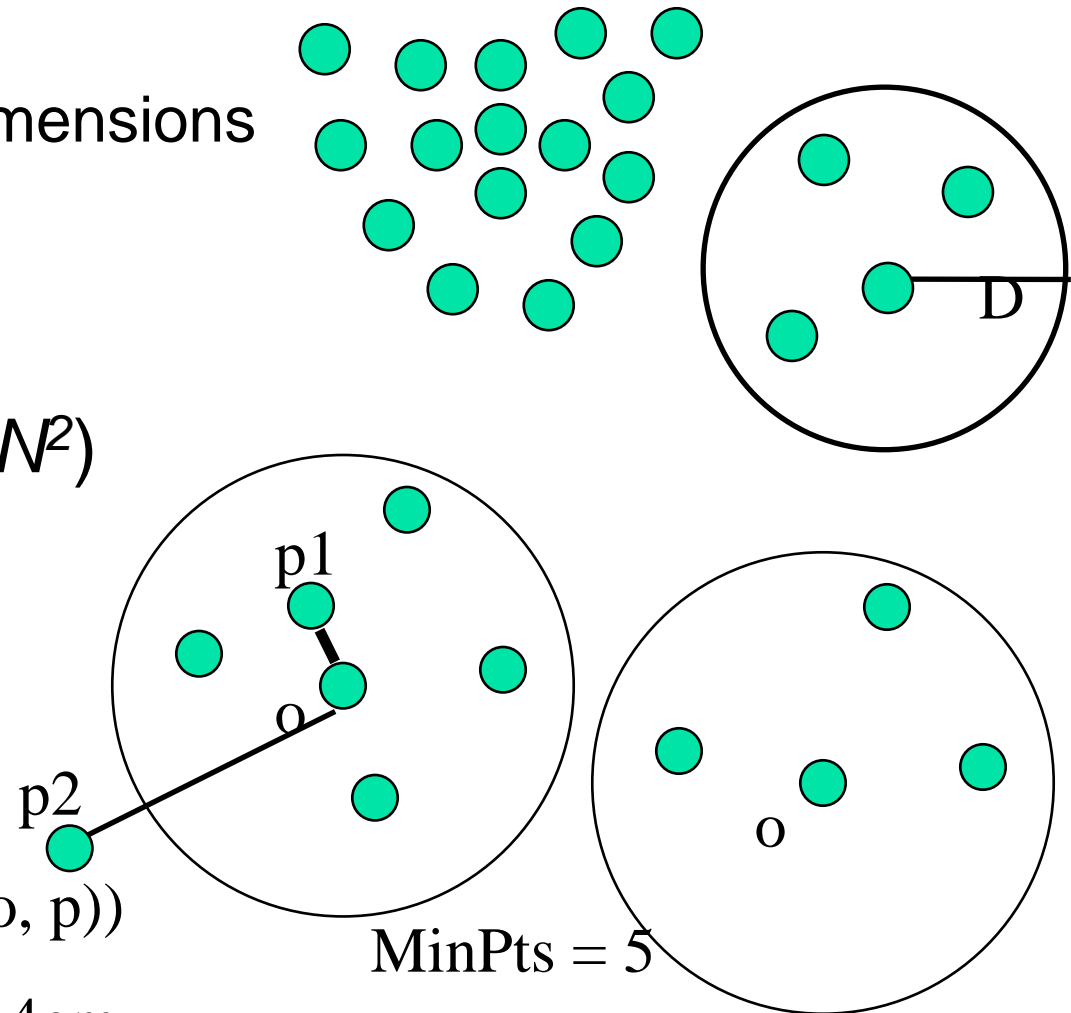 mensions
D
N²)
p1
o
p2
o
o, p))
MinPts = 5